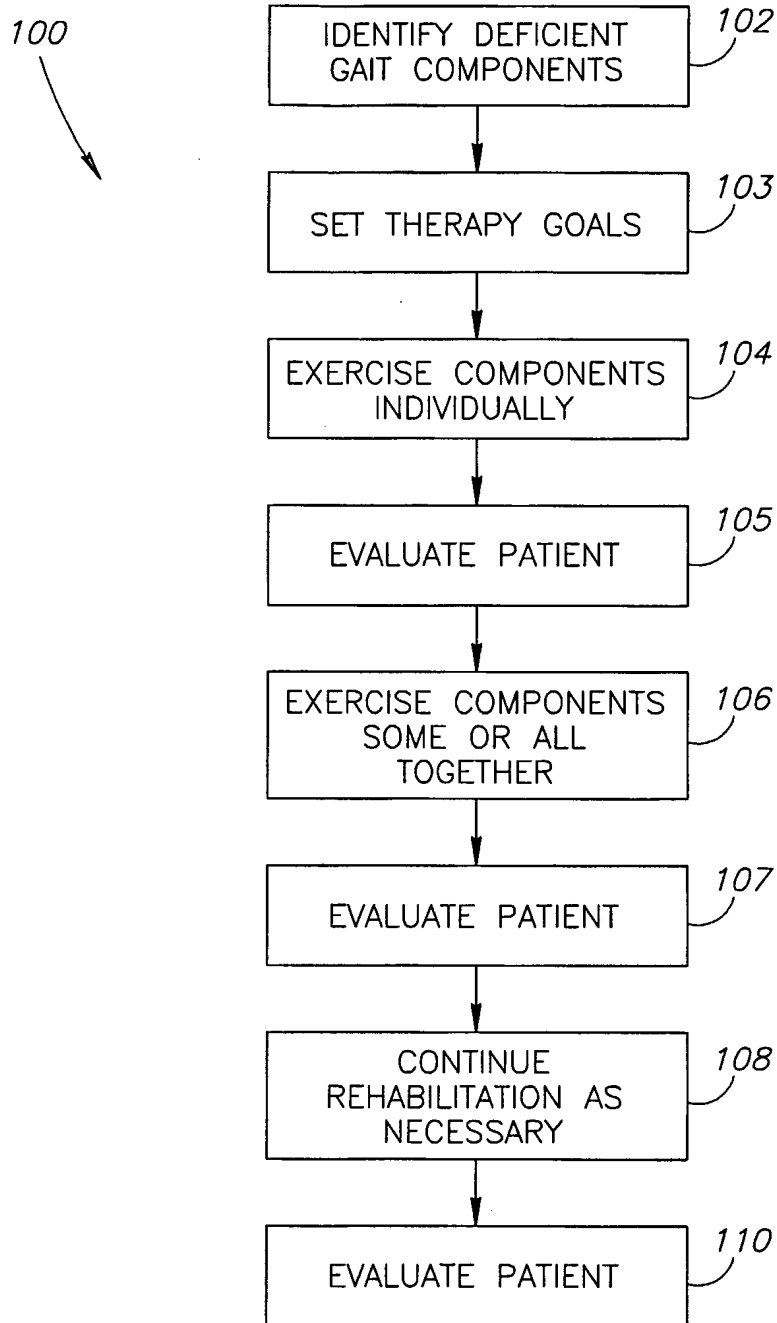 100
IDENTIFY DEFICIENT
GAIT COMPONENTS
102
SET THERAPY GOALS
103
EXERCISE COMPONENTS
INDIVIDUALLY
104
EVALUATE PATIENT
105
EXERCISE COMPONENTS
SOME OR ALL
TOGETHER
106
EVALUATE PATIENT
107
CONTINUE
REHABILITATION AS
NECESSARY
108
EVALUATE PATIENT
110